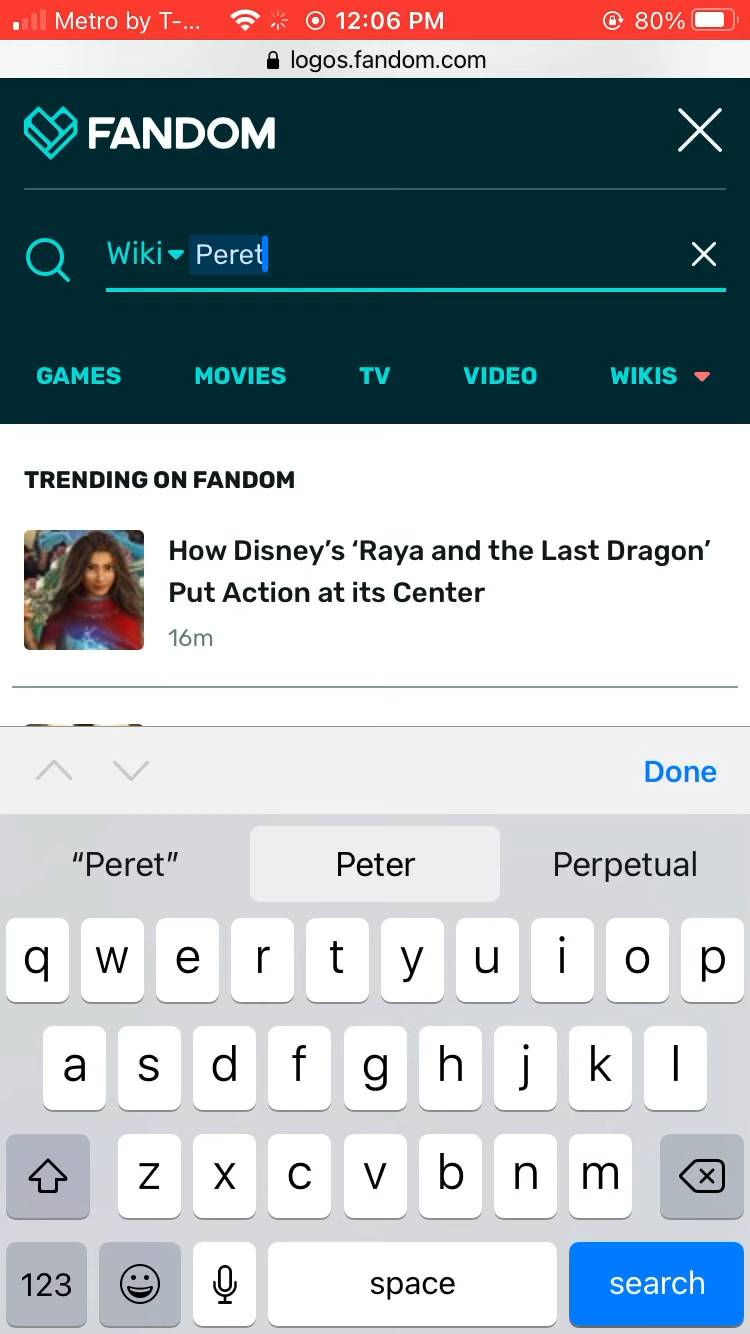 Metro by T-... 12:06 PM 80%
logos.fandom.com
FANDOM
Wiki Peret
GAMES MOVIES TV VIDEO WIKIS
TRENDING ON FANDOM
How Disney’s ‘Raya and the Last Dragon’
Put Action at its Center
16m
Done
“Peret” Peter Perpetual
q w e r t y u i o p
a s d f g h j k l
z x c v b n m
123 space search